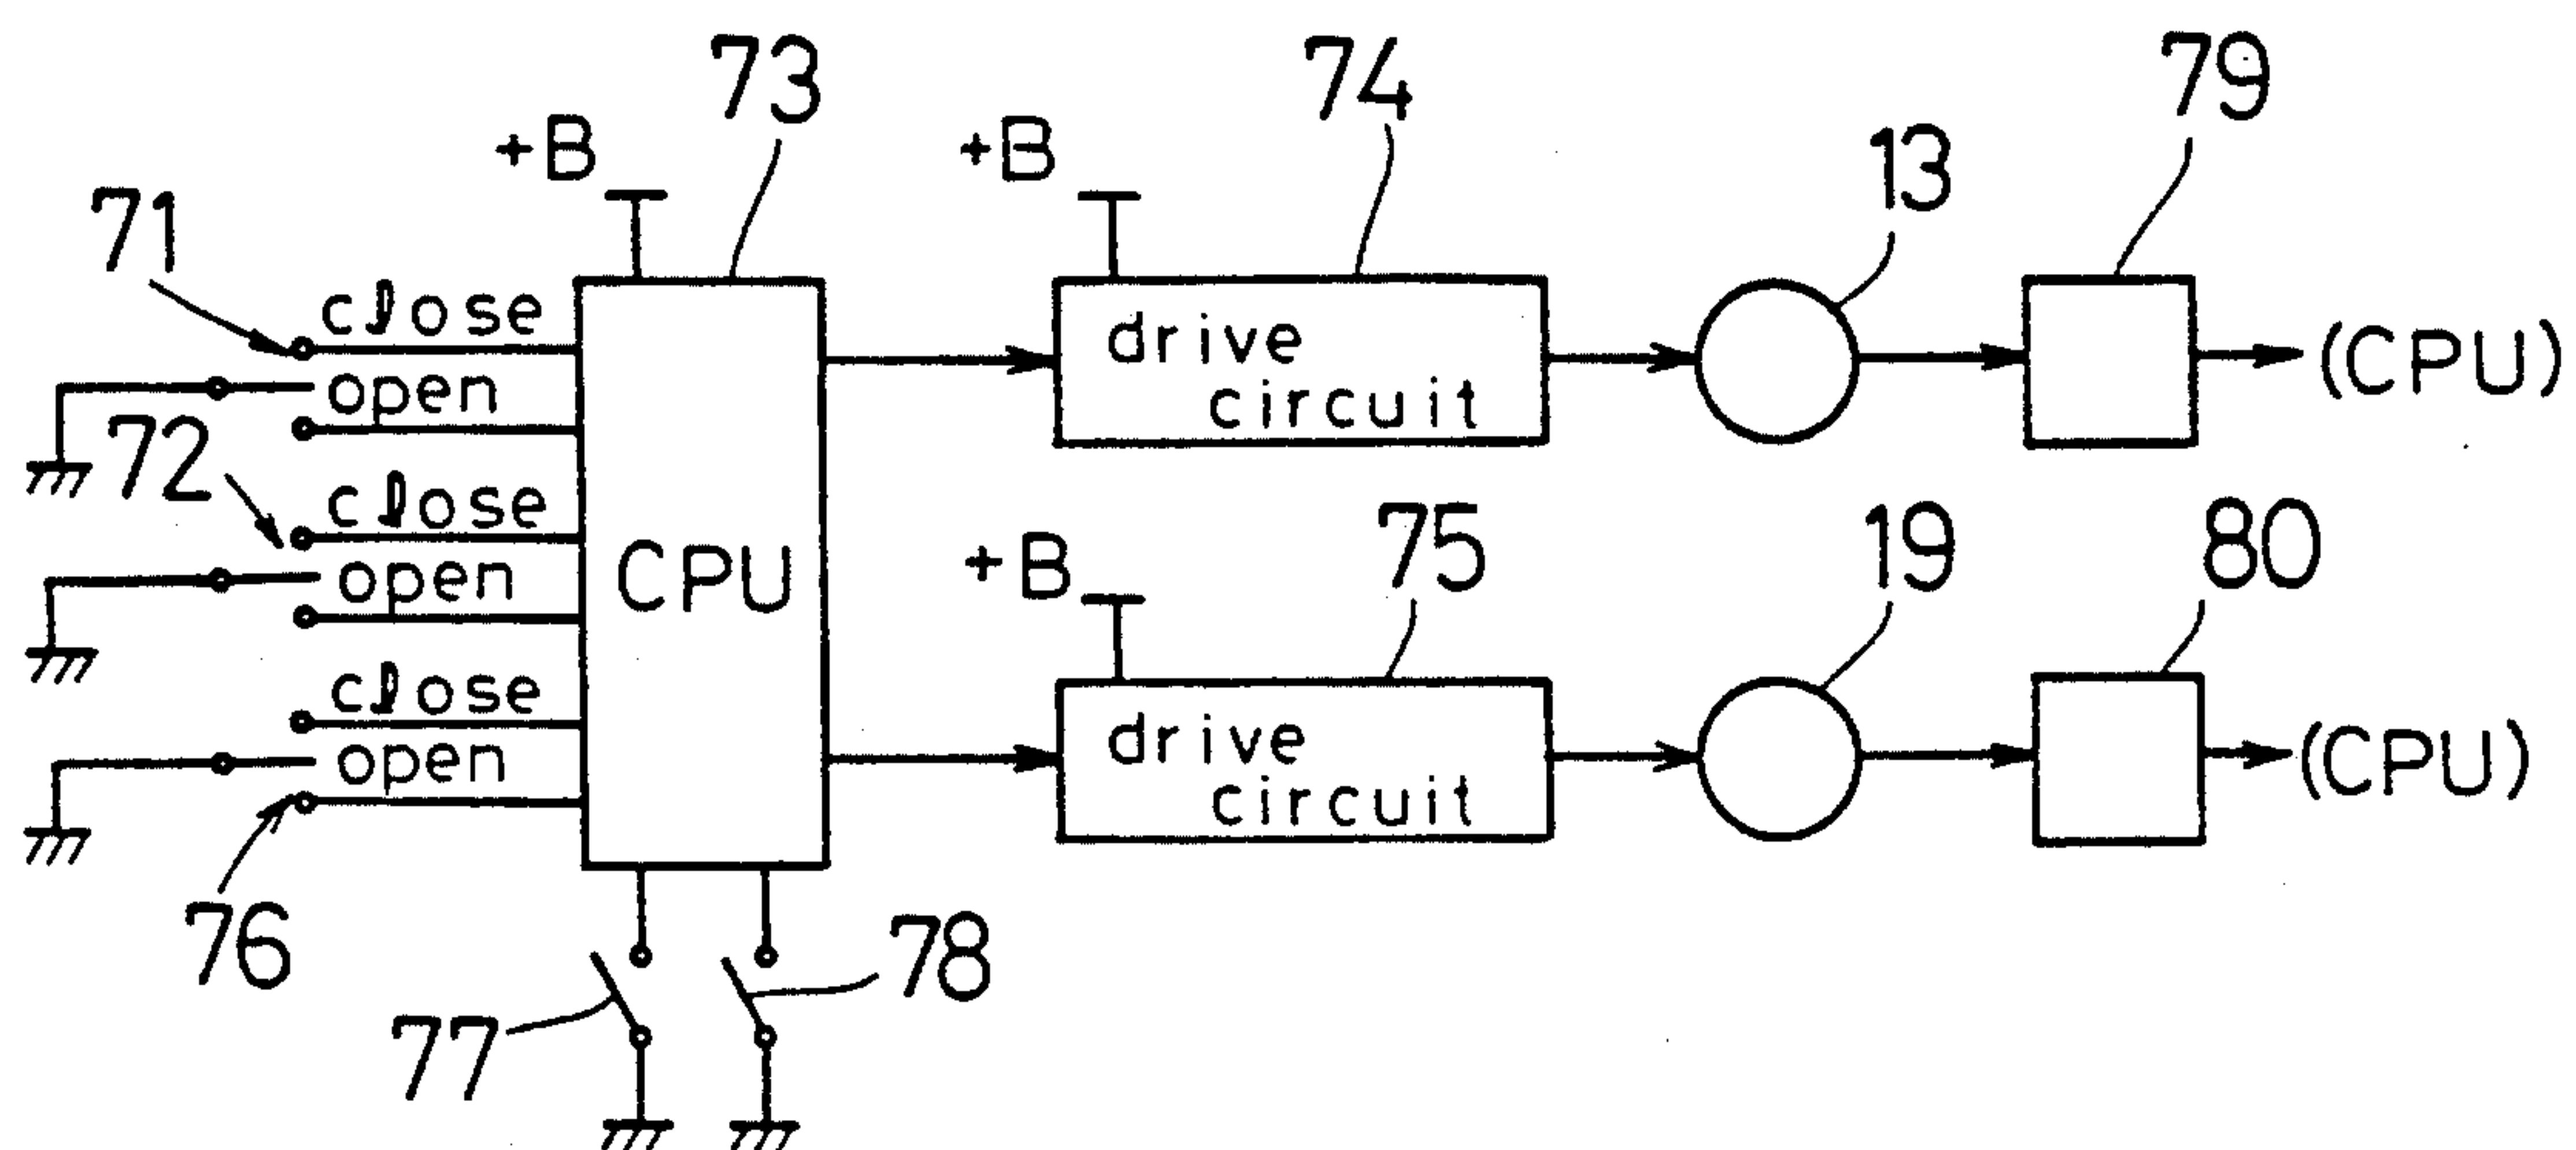 73
74
79
+B
+B
13
71
close
drive
circuit
(CPU)
open
72
close
CPU
75
19
80
open
+B
close
drive
circuit
(CPU)
open
76
78
77